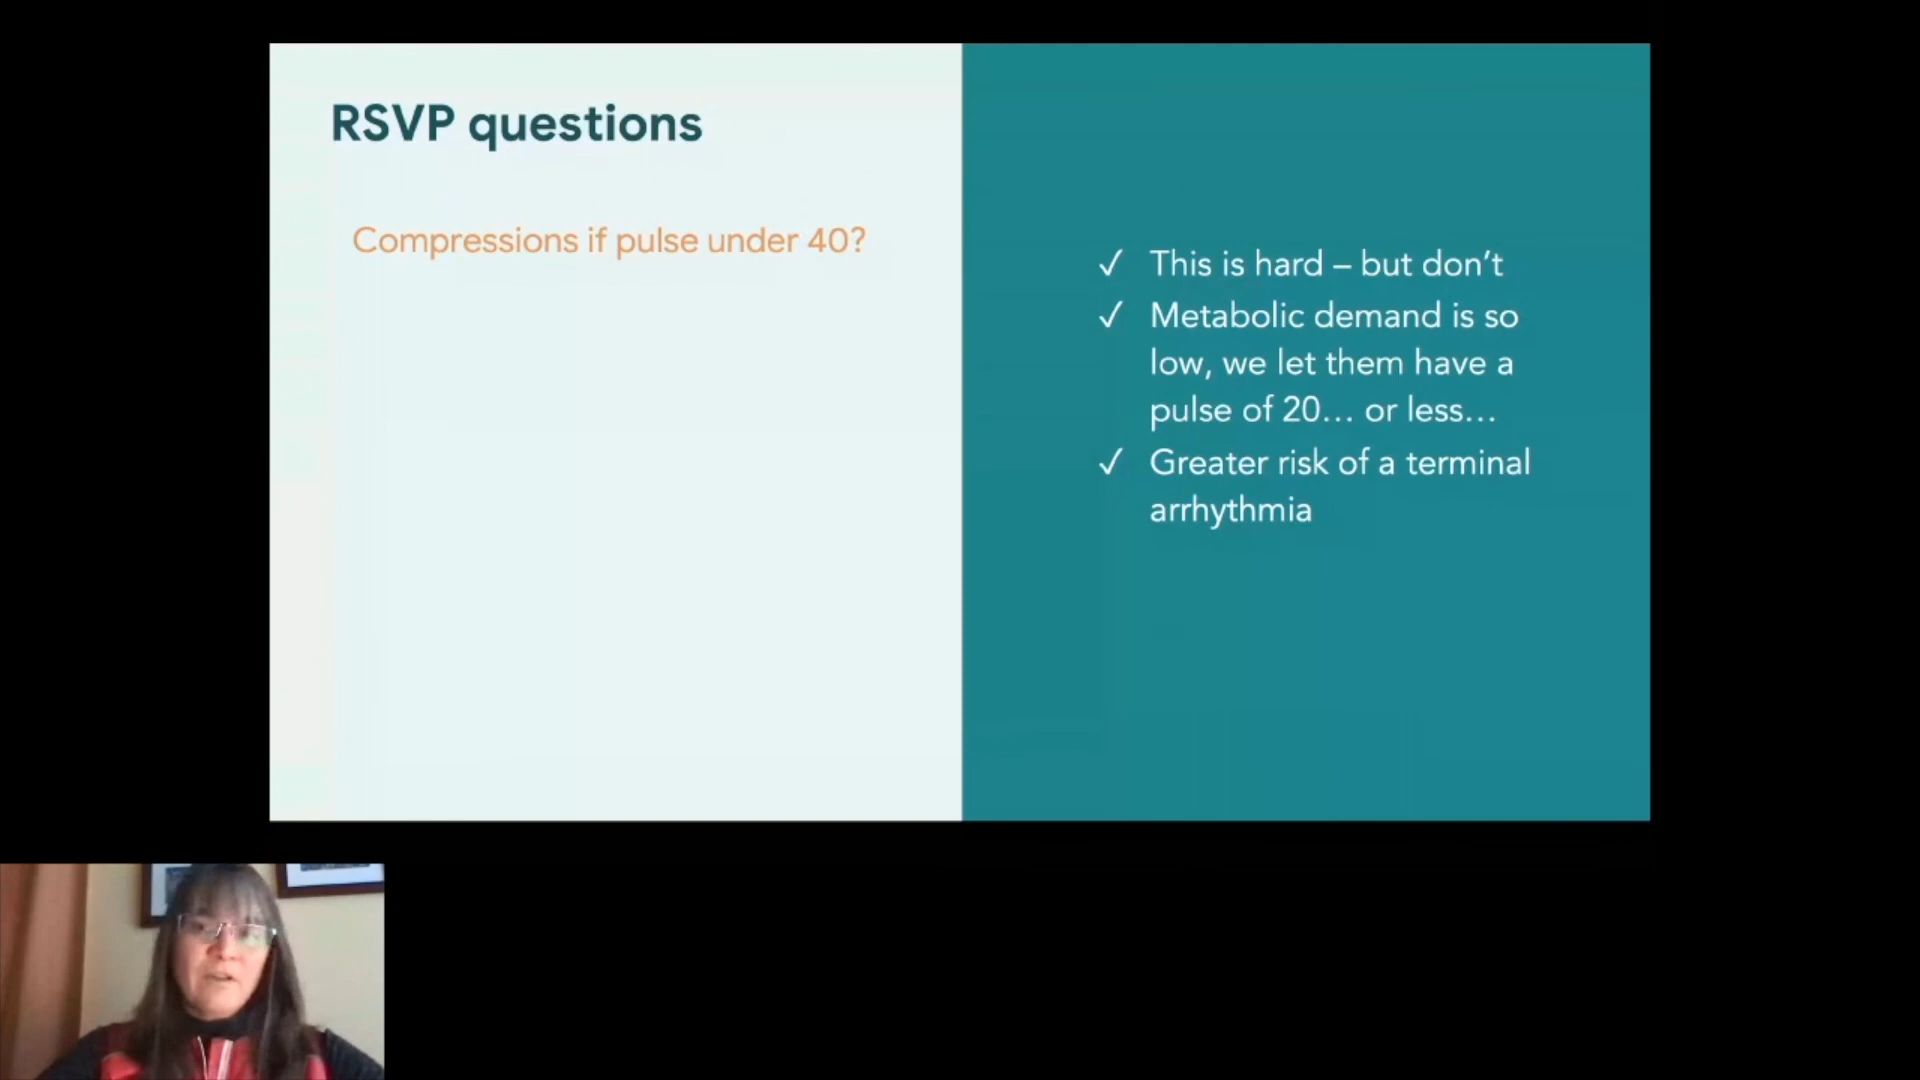 RSVP questions
Compressions if pulse under 40?
✓ This is hard – but don’t
✓ Metabolic demand is so
low, we let them have a
pulse of 20… or less…
✓ Greater risk of a terminal
arrhythmia